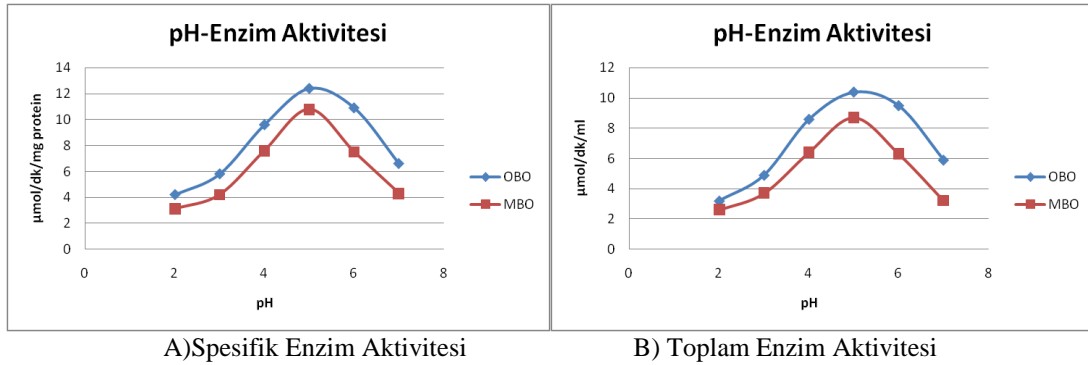 pH-Enzim Aktivitesi
µmol/dk/mg protein
14
12
10
8
6
4
2
0
0 2 4 6 8
pH
OBO
MBO
A)Spesifik Enzim Aktivitesi
pH-Enzim Aktivitesi
µmol/dk/ml
12
10
8
6
4
2
0
0 2 4 6 8
pH
OBO
MBO
B) Toplam Enzim Aktivitesi